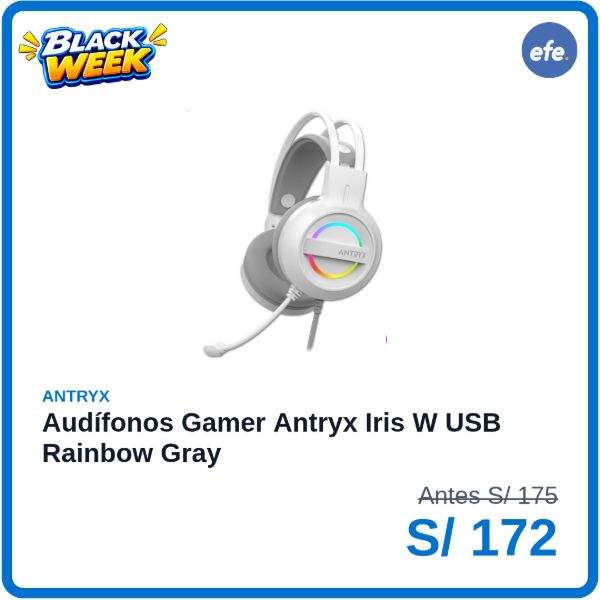 BLACK
WEEK
efe.
ANTRYX
ANTRYX
Audífonos Gamer Antryx Iris W USB
Rainbow Gray
Antes S/ 175
S/ 172